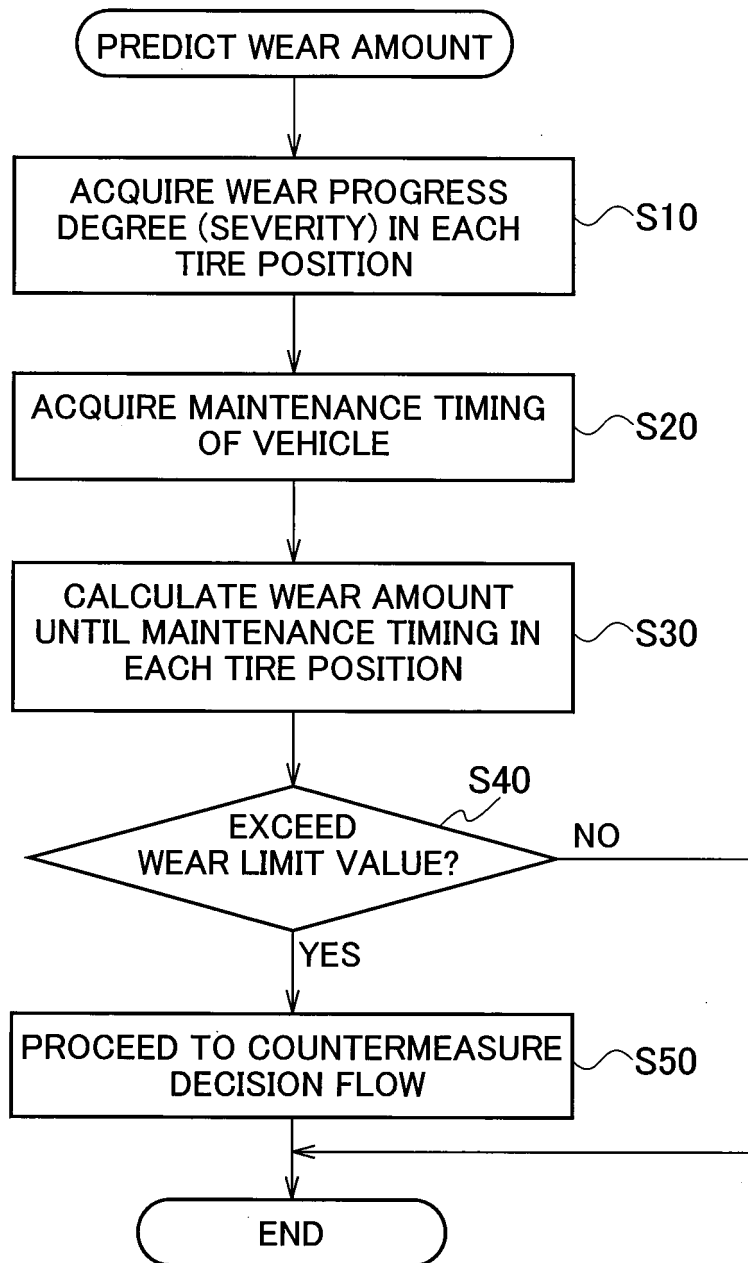 PREDICT WEAR AMOUNT
ACQUIRE WEAR PROGRESS
DEGREE (SEVERITY) IN EACH
TIRE POSITION
S10
ACQUIRE MAINTENANCE TIMING
OF VEHICLE
S20
CALCULATE WEAR AMOUNT
UNTIL MAINTENANCE TIMING IN
EACH TIRE POSITION
S30
S40
EXCEED
WEAR LIMIT VALUE?
NO
YES
PROCEED TO COUNTERMEASURE
DECISION FLOW
S50
END